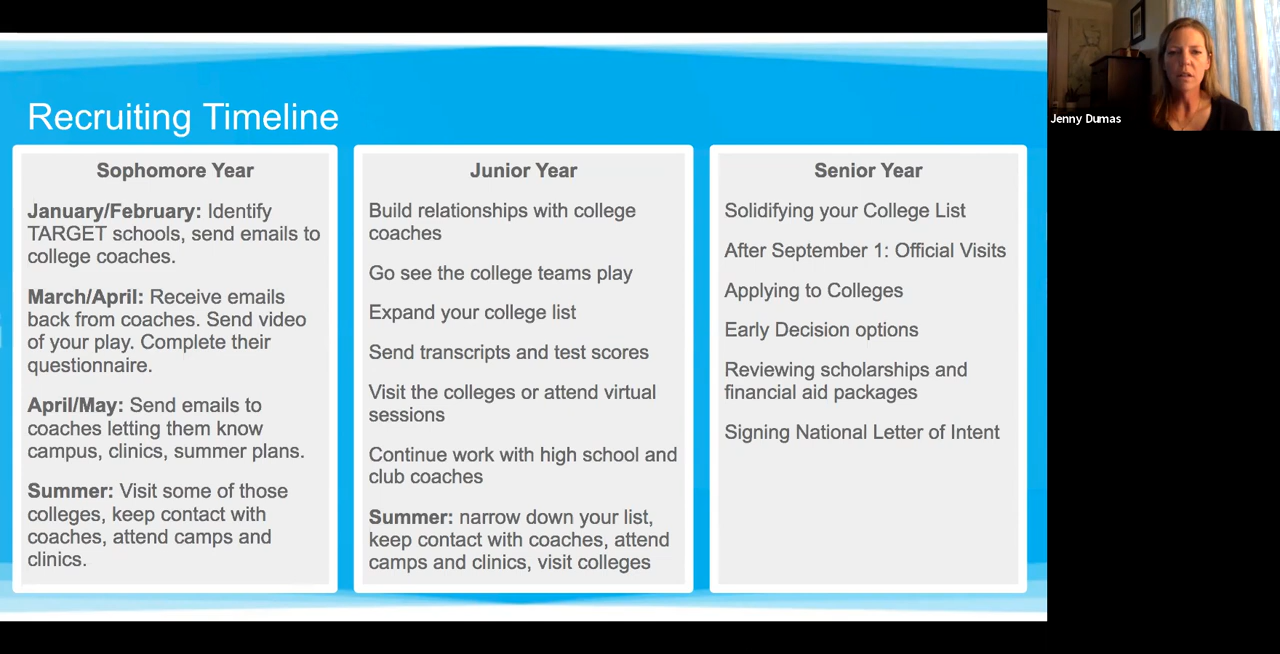 Recruiting Timeline
Sophomore Year
January/February: Identify
TARGET schools, send emails to
college coaches.
March/April: Receive emails
back from coaches. Send video
of your play. Complete their
questionnaire.
April/May: Send emails to
coaches letting them know
campus, clinics, summer plans.
Summer: Visit some of those
colleges, keep contact with
coaches, attend camps and
clinics.
Junior Year
Build relationships with college
coaches
Go see the college teams play
Expand your college list
Send transcripts and test scores
Visit the colleges or attend virtual
sessions
Continue work with high school and
club coaches
Summer: narrow down your list,
keep contact with coaches, attend
camps and clinics, visit colleges
Senior Year
Solidifying your College List
After September 1: Official Visits
Applying to Colleges
Early Decision options
Reviewing scholarships and
financial aid packages
Signing National Letter of Intent
Jenny Dumas